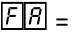 FA =